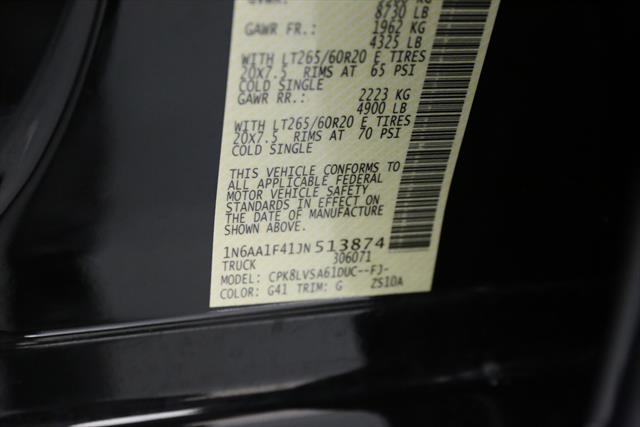 8730 LB
GAWR FR.: 1962 KG
4325 LB
WITH LT265/60R20 E TIRES
20X7.5 RIMS AT 65 PSI
COLD SINGLE
GAWR RR.: 2223 KG
4900 LB
WITH LT265/60R20 E TIRES
20X7.5 RIMS AT 70 PSI
COLD SINGLE
THIS VEHICLE CONFORMS TO
ALL APPLICABLE FEDERAL
MOTOR VEHICLE SAFETY
STANDARDS IN EFFECT ON
THE DATE OF MANUFACTURE
SHOWN ABOVE
1N6AA1F41JN513874
TRUCK 306071
MODEL: CPK8LVSA61DUC--FJ-
COLOR: G41 TRIM: G ZS1DA